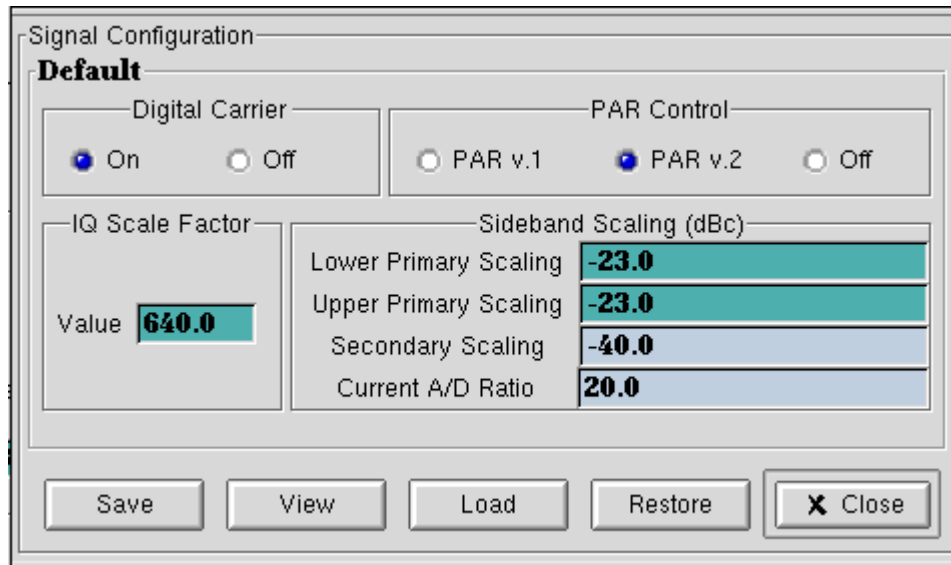 Signal Configuration
Default
Digital Carrier
On Off
PAR Control
PAR v.1 PAR v.2 Off
IQ Scale Factor
Value 640.0
Sideband Scaling (dBc)
Lower Primary Scaling -23.0
Upper Primary Scaling -23.0
Secondary Scaling -40.0
Current A/D Ratio 20.0
Save View Load Restore Close